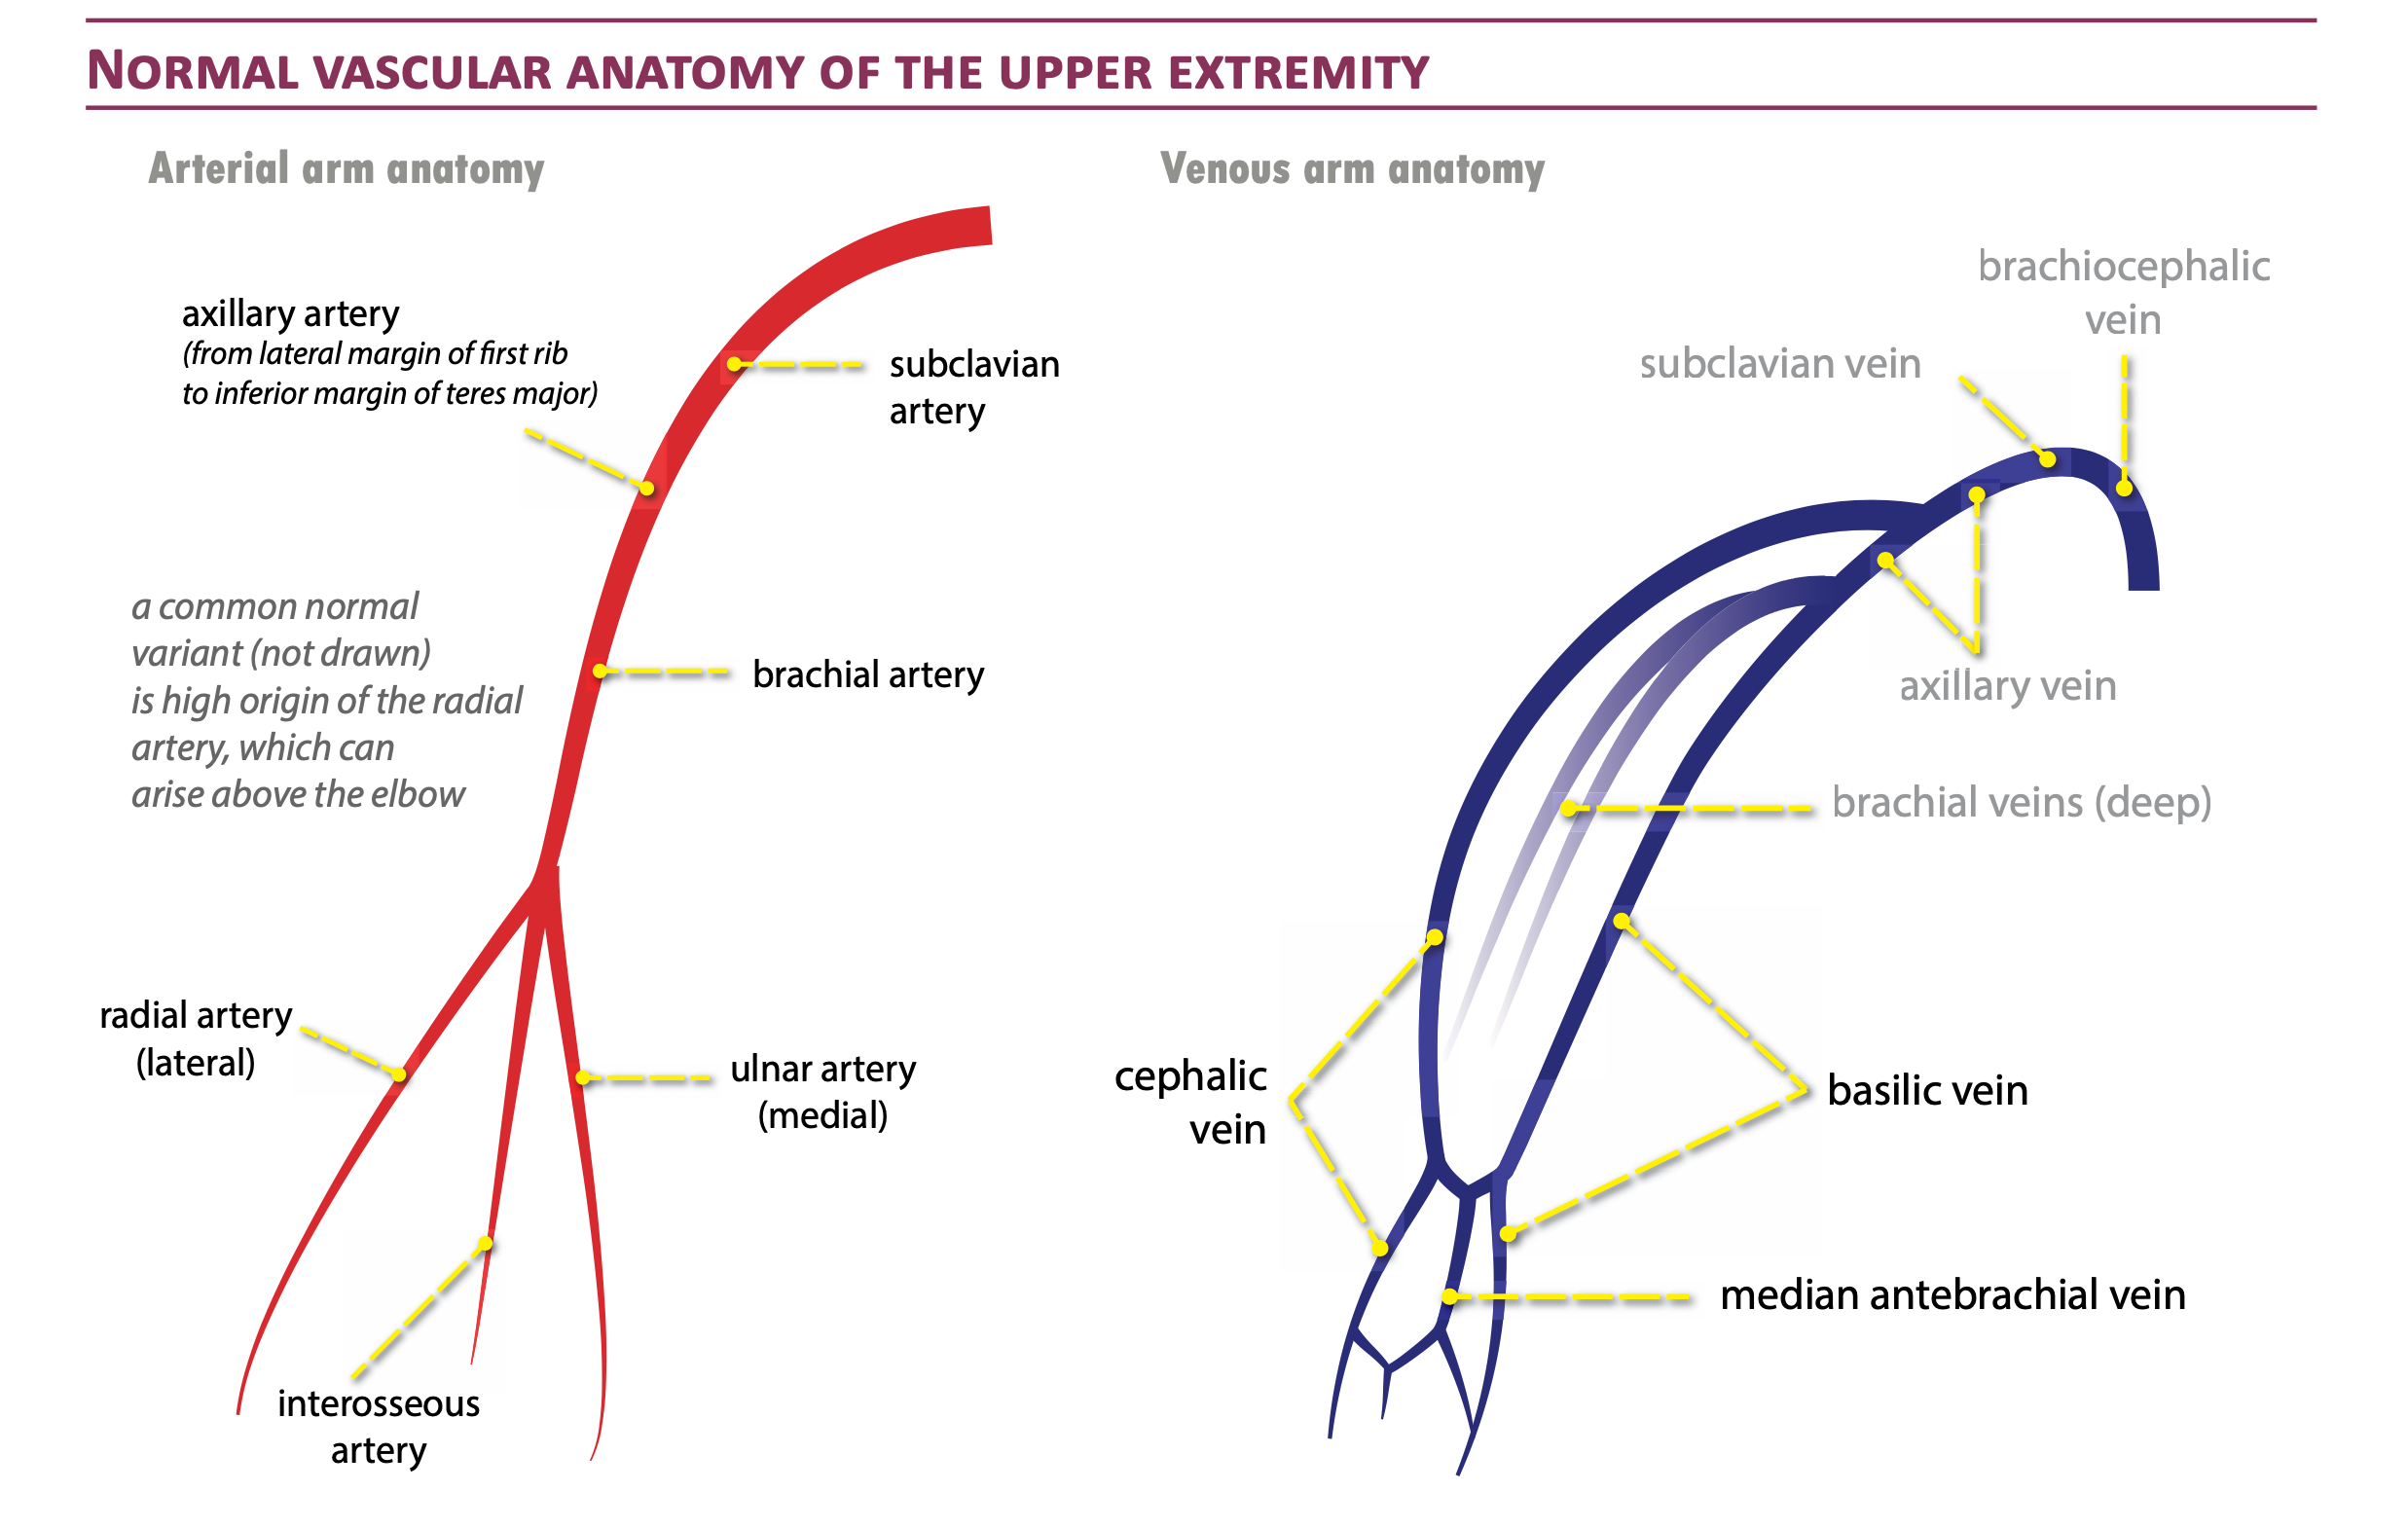 NORMAL VASCULAR ANATOMY OF THE UPPER EXTREMITY
Arterial arm anatomy
axillary artery
(from lateral margin of first rib
to inferior margin of teres major)
subclavian
artery
a common normal
variant (not drawn)
is high origin of the radial
artery, which can
arise above the elbow
brachial artery
radial artery
(lateral)
ulnar artery
(medial)
interosseous
artery
Venous arm anatomy
brachiocephalic
vein
subclavian vein
axillary vein
brachial veins (deep)
cephalic
vein
basilic vein
median antebrachial vein